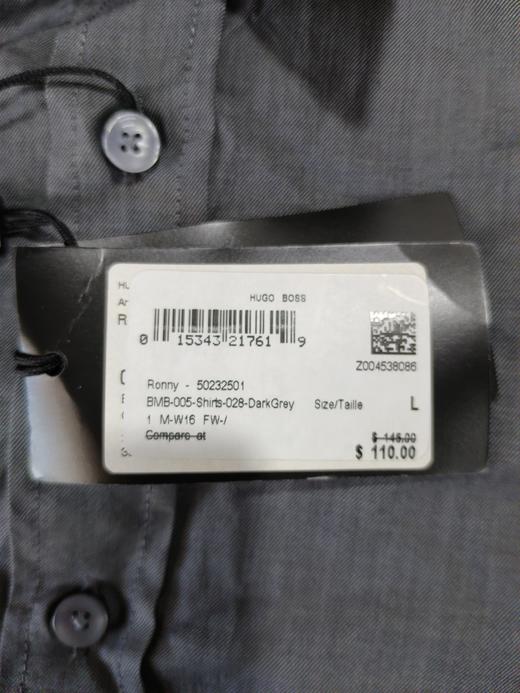 HUGO BOSS
0 15343 21761 9
Z004538086
Ronny - 50232501
BMB-005-Shirts-028-DarkGrey Size/Taille L
1 M-W16 FW-/
Compare at $ 145.00
$ 110.00